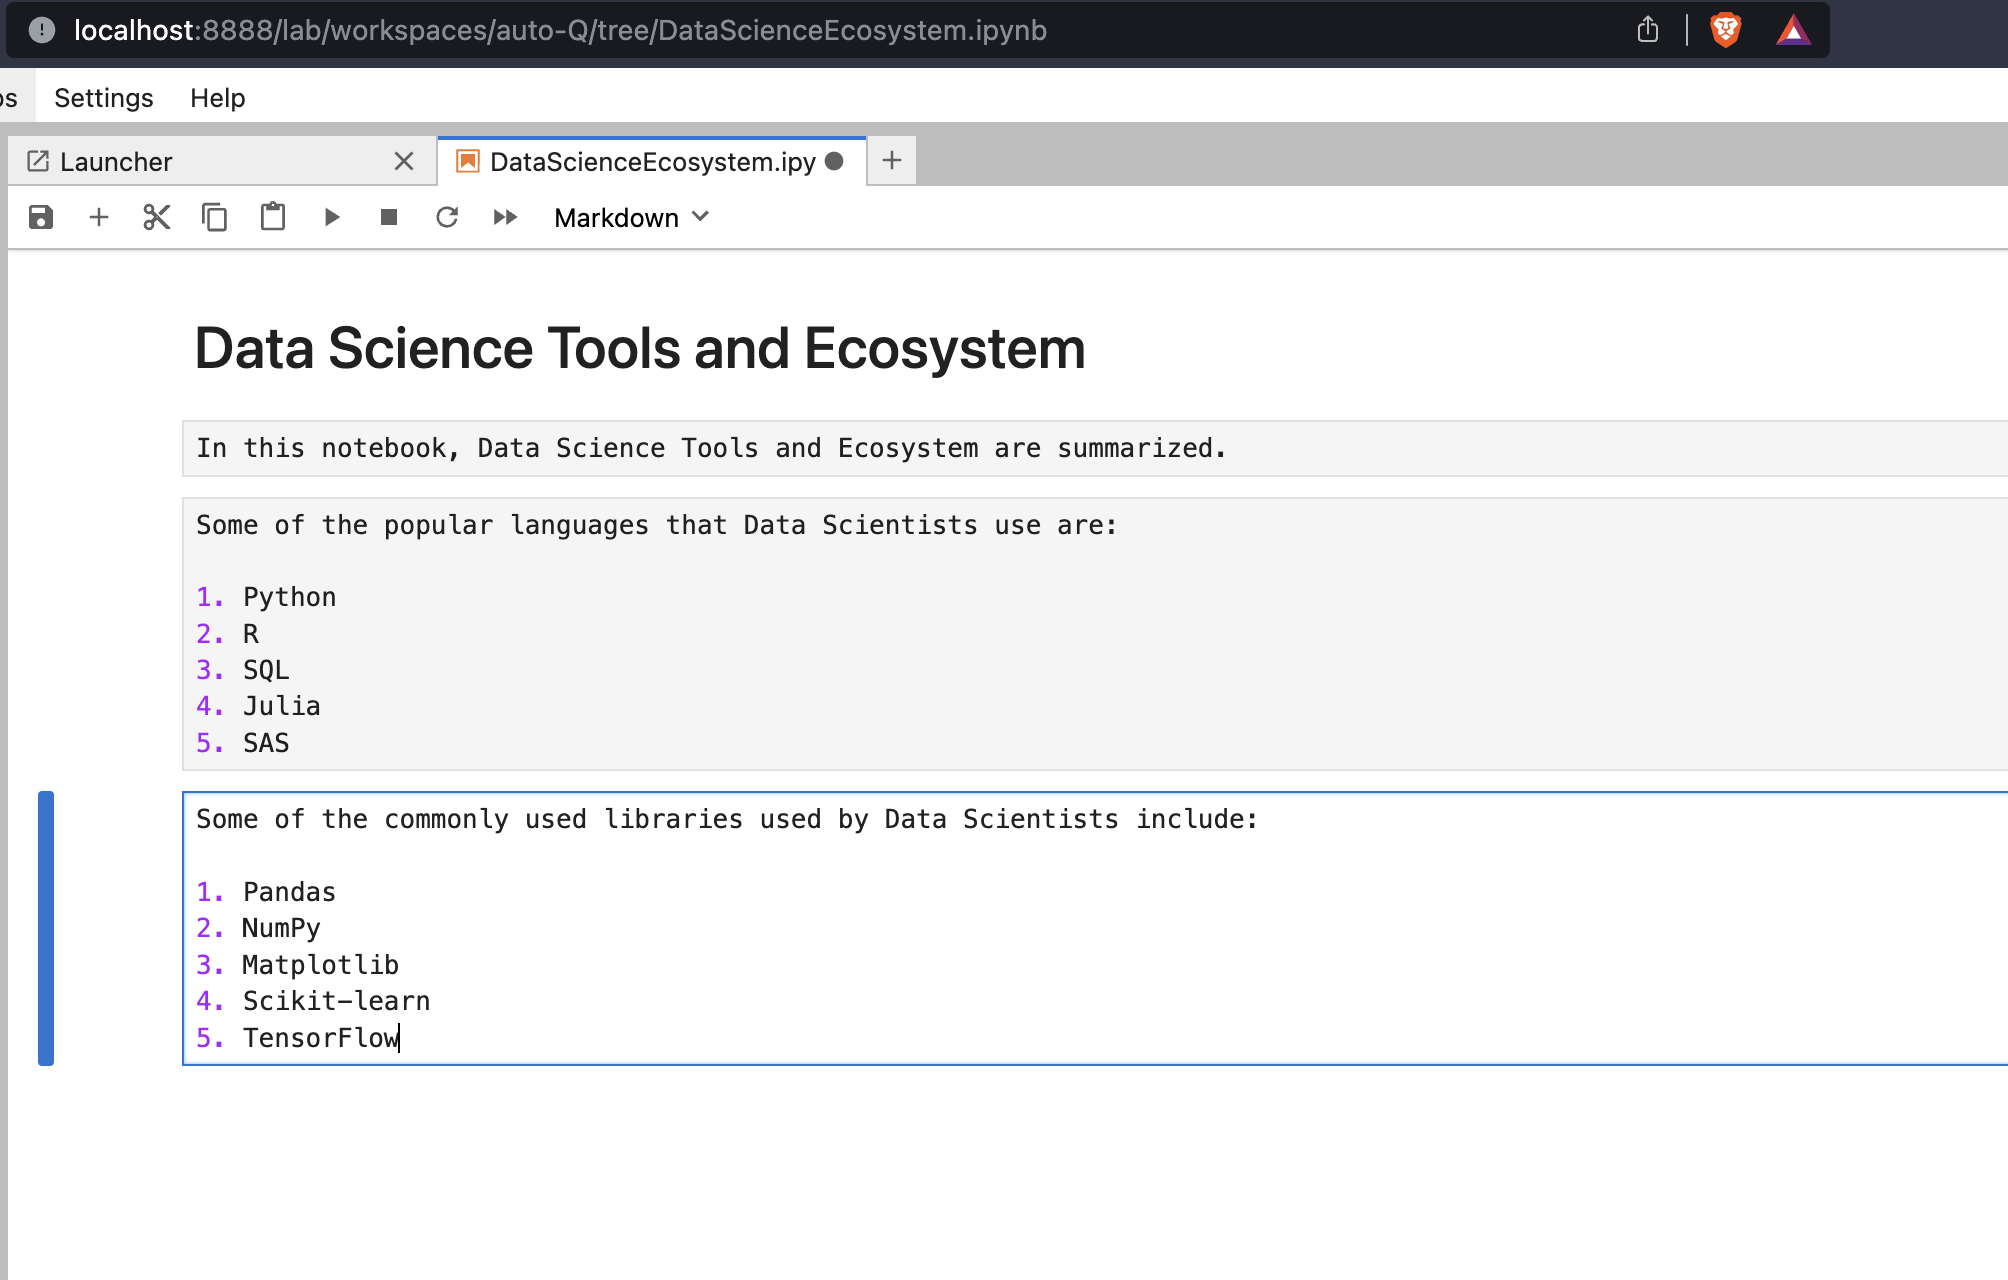 localhost:8888/lab/workspaces/auto-Q/tree/DataScienceEcosystem.ipynb
os Settings Help
Launcher DataScienceEcosystem.ipy
Markdown
Data Science Tools and Ecosystem
In this notebook, Data Science Tools and Ecosystem are summarized.
Some of the popular languages that Data Scientists use are:
1. Python
2. R
3. SQL
4. Julia
5. SAS
Some of the commonly used libraries used by Data Scientists include:
1. Pandas
2. NumPy
3. Matplotlib
4. Scikit-learn
5. TensorFlow